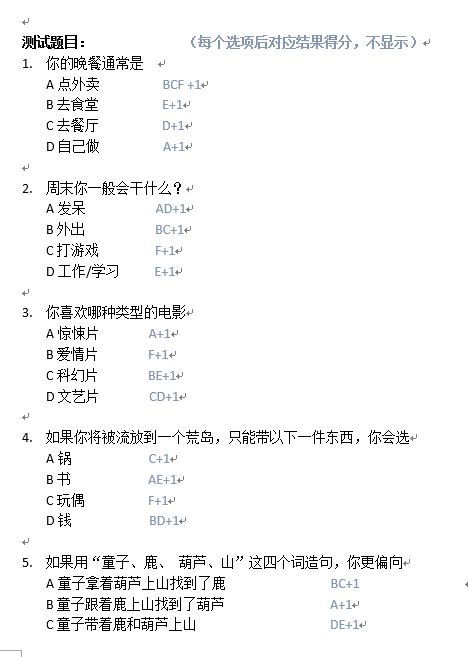 测试题目： （每个选项后对应结果得分，不显示）
1. 你的晚餐通常是
A 点外卖 BCF +1
B 去食堂 E+1
C 去餐厅 D+1
D 自己做 A+1
2. 周末你一般会干什么？
A 发呆 AD+1
B 外出 BC+1
C 打游戏 F+1
D 工作/学习 E+1
3. 你喜欢哪种类型的电影
A 惊悚片 A+1
B 爱情片 F+1
C 科幻片 BE+1
D 文艺片 CD+1
4. 如果你将被流放到一个荒岛，只能带以下一件东西，你会选
A 锅 C+1
B 书 AE+1
C 玩偶 F+1
D 钱 BD+1
5. 如果用“童子、鹿、 葫芦、山”这四个词造句，你更偏向
A 童子拿着葫芦上山找到了鹿 BC+1
B 童子跟着鹿上山找到了葫芦 A+1
C 童子带着鹿和葫芦上山 DE+1